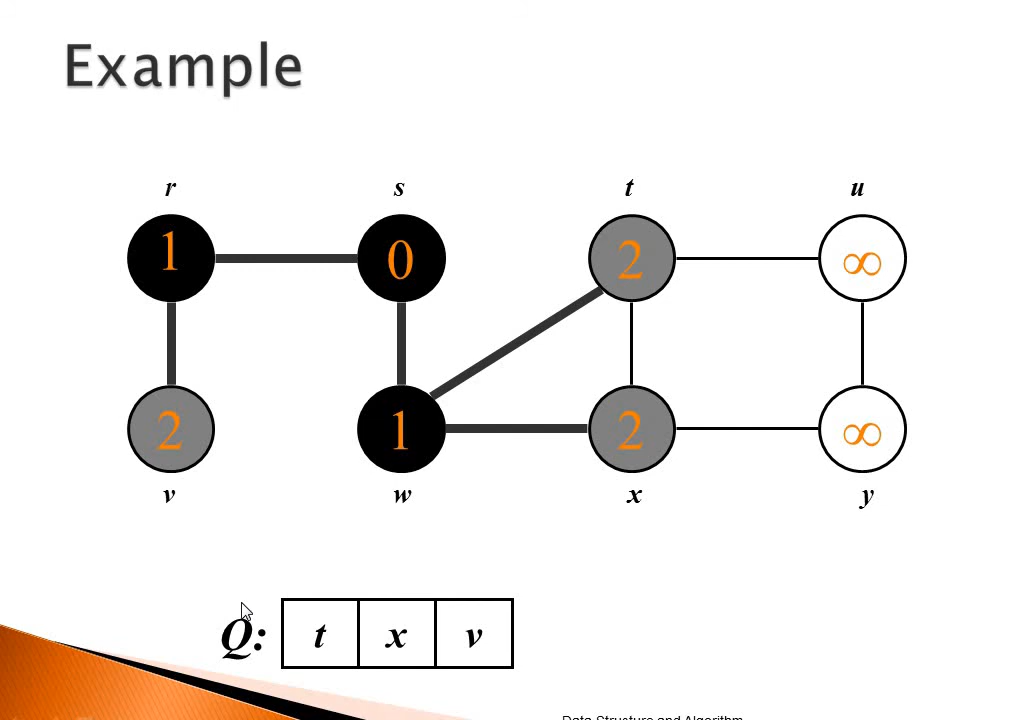 Example
r s t u
1 0 2 ∞
2 1 2 ∞
v w x y
Q: t x v
Data Structure and Algorithm